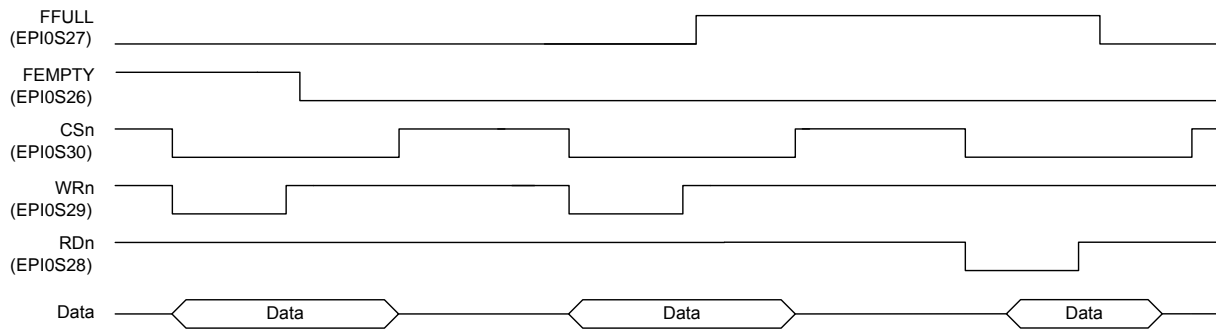 FFULL
(EPI0S27)
FEMPTY
(EPI0S26)
CSn
(EPI0S30)
WRn
(EPI0S29)
RDn
(EPI0S28)
Data Data Data Data